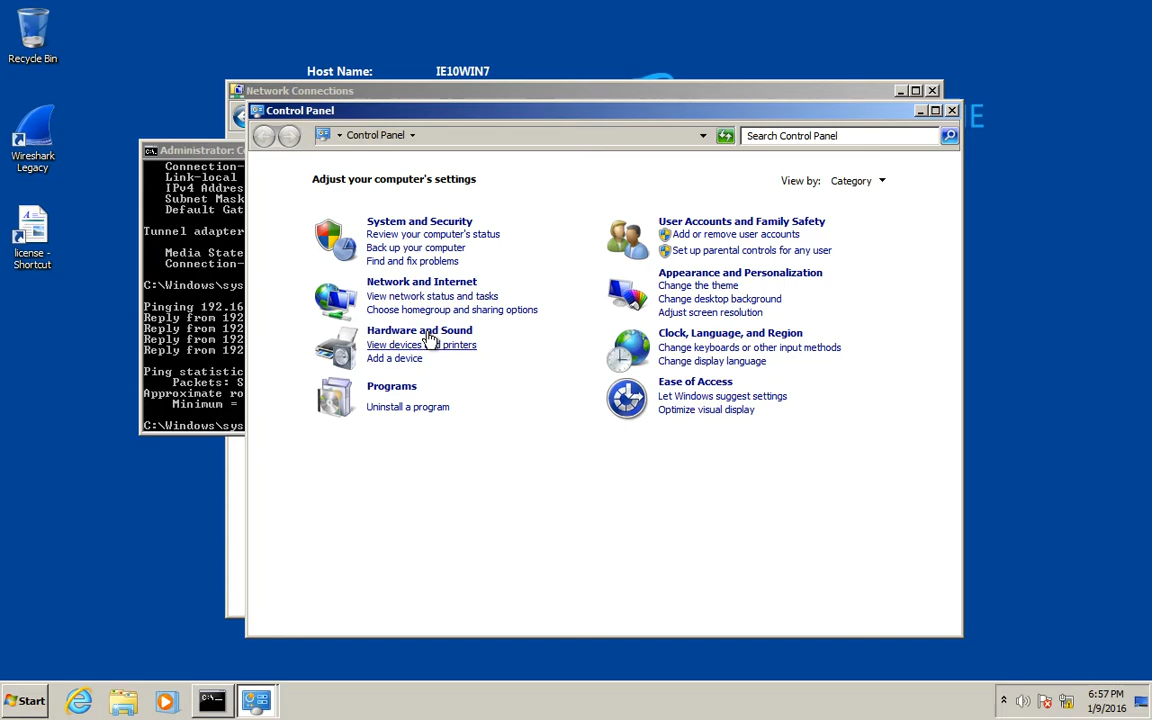 Recycle Bin
Wireshark
Legacy
license -
Shortcut
Host Name: IE10WIN7
E
Network Connections
Administrator: C
Connection-
Link-local
IPv4 Addres
Subnet Mask
Default Gat
Tunnel adapter
Media State
Connection-
C:\Windows\sys
Pinging 192.16
Reply from 192
Reply from 192
Reply from 192
Reply from 192
Ping statistic
Packets: S
Approximate ro
Minimum =
C:\Windows\sys
Control Panel
Control Panel
Search Control Panel
Adjust your computer's settings
View by: Category
System and Security
Review your computer's status
Back up your computer
Find and fix problems
Network and Internet
View network status and tasks
Choose homegroup and sharing options
Hardware and Sound
View devices and printers
Add a device
Programs
Uninstall a program
User Accounts and Family Safety
Add or remove user accounts
Set up parental controls for any user
Appearance and Personalization
Change the theme
Change desktop background
Adjust screen resolution
Clock, Language, and Region
Change keyboards or other input methods
Change display language
Ease of Access
Let Windows suggest settings
Optimize visual display
Start
6:57 PM
1/9/2016